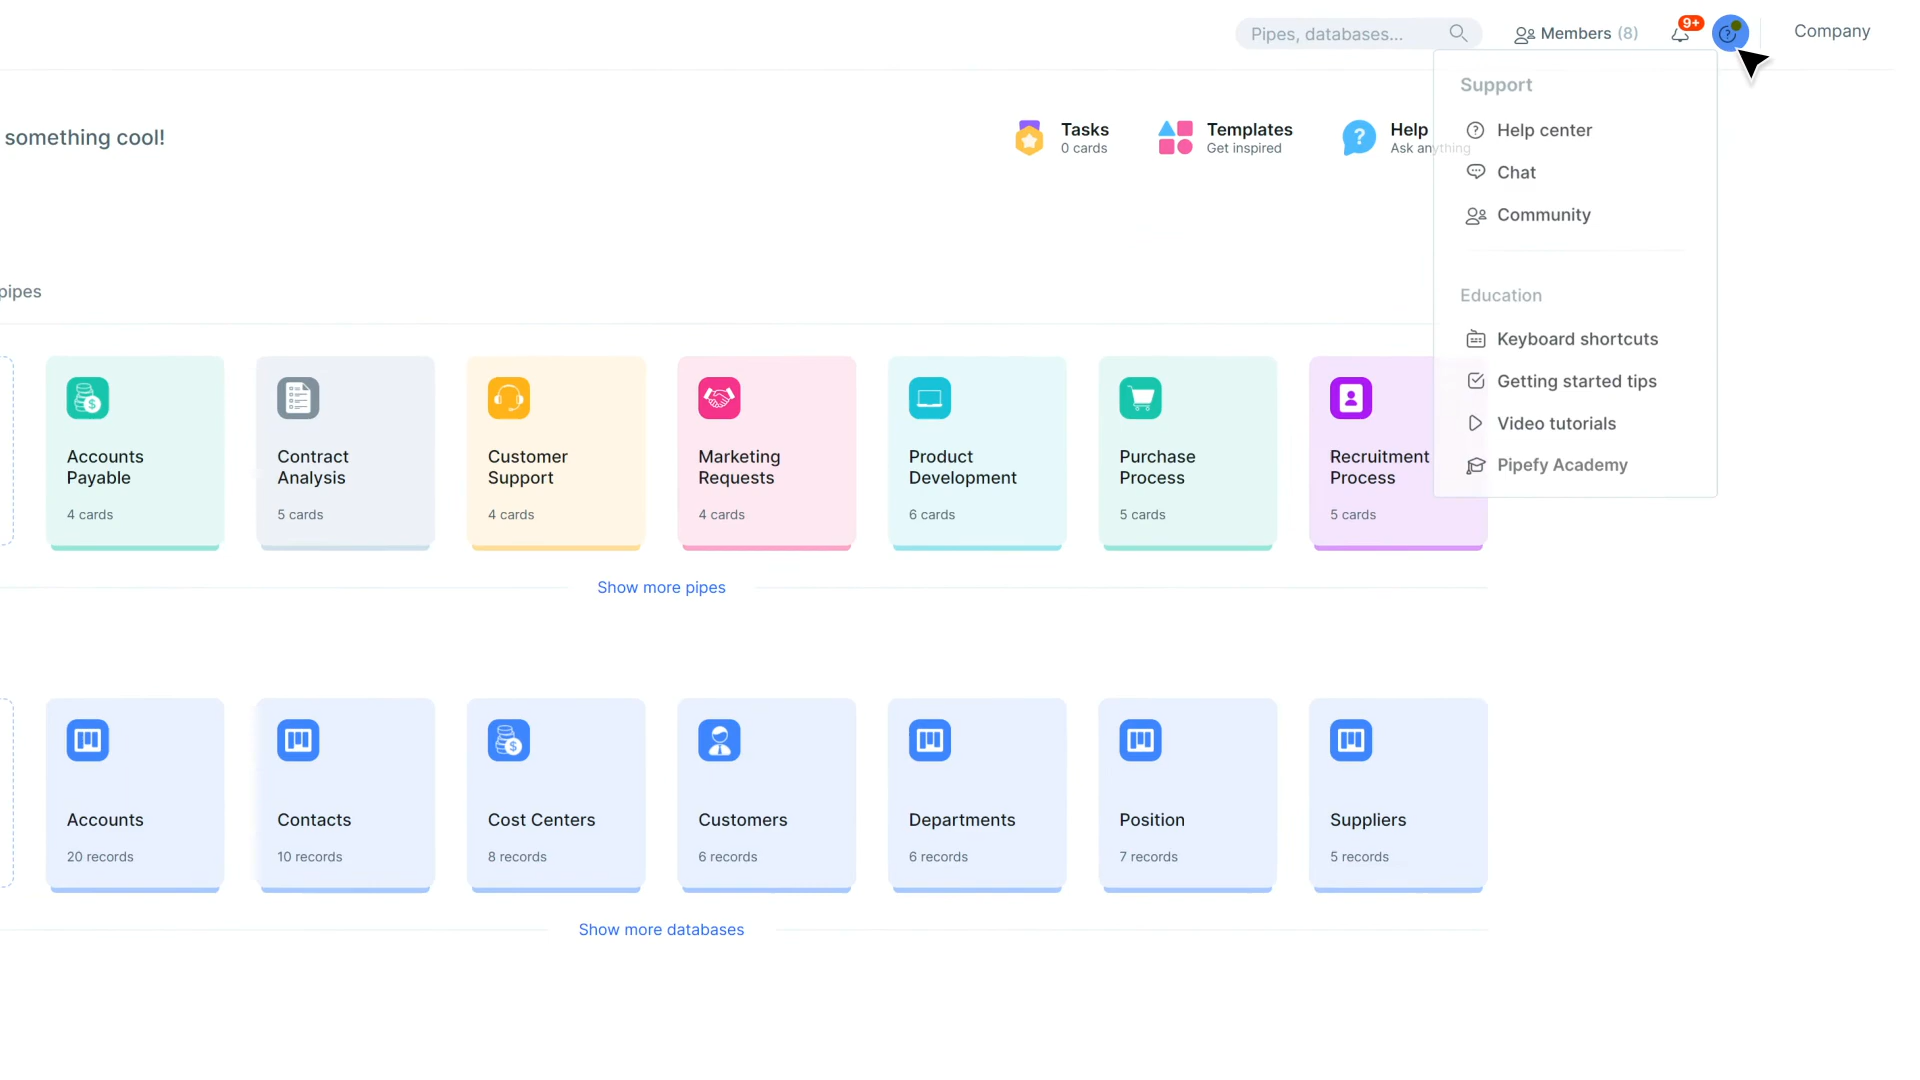 Pipes, databases...
Members (8)
9+
Company
something cool!
Tasks
0 cards
Templates
Get inspired
Help
Ask anything
Support
Help center
Chat
Community
Education
Keyboard shortcuts
Getting started tips
Video tutorials
Pipefy Academy
pipes
Accounts
Payable
4 cards
Contract
Analysis
5 cards
Customer
Support
4 cards
Marketing
Requests
4 cards
Product
Development
6 cards
Purchase
Process
5 cards
Recruitment
Process
5 cards
Show more pipes
Accounts
20 records
Contacts
10 records
Cost Centers
8 records
Customers
6 records
Departments
6 records
Position
7 records
Suppliers
5 records
Show more databases